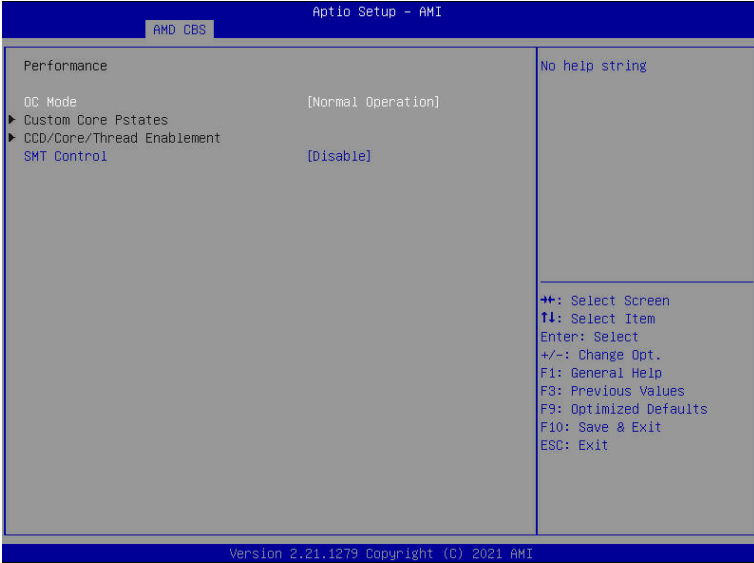 Aptio Setup – AMI
AMD CBS
Performance
OC Mode [Normal Operation]
Custom Core Pstates
CCD/Core/Thread Enablement
SMT Control [Disable]
No help string
→←: Select Screen
↑↓: Select Item
Enter: Select
+/-: Change Opt.
F1: General Help
F3: Previous Values
F9: Optimized Defaults
F10: Save & Exit
ESC: Exit
Version 2.21.1279 Copyright (C) 2021 AMI